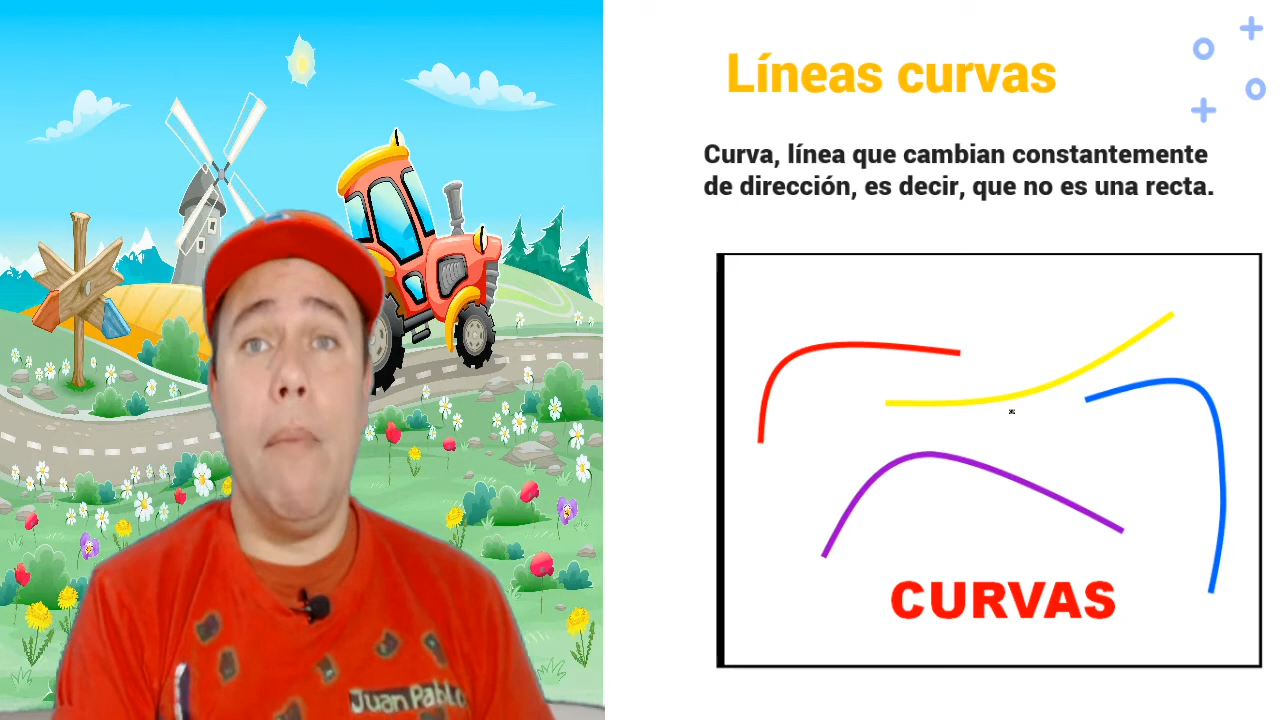 Líneas curvas
Curva, línea que cambian constantemente
de dirección, es decir, que no es una recta.
CURVAS
Juan Pablo